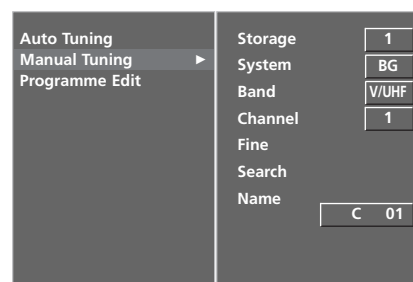 Auto Tuning
Manual Tuning ►
Programme Edit
Storage 1
System BG
Band V/UHF
Channel 1
Fine
Search
Name
C 01